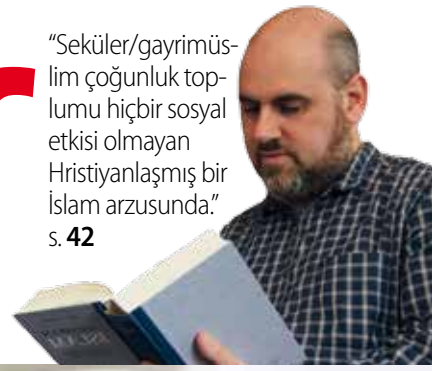 “Seküler/gayrimüs-
lim çoğunluk top-
lumu hiçbir sosyal
etkisi olmayan
Hristiyanlaşmış bir
İslam arzusunda.”
s. 42